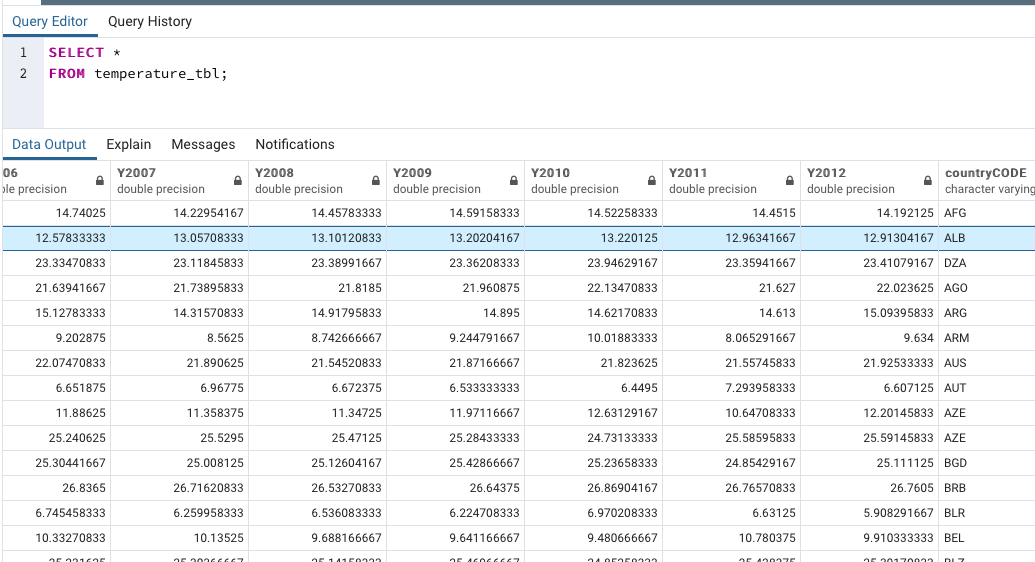 Query Editor Query History
1 SELECT *
2 FROM temperature_tbl;
Data Output Explain Messages Notifications
06 Y2007 Y2008 Y2009 Y2010 Y2011 Y2012 countryCODE
ple precision double precision double precision double precision double precision double precision double precision character varying
14.74025 14.22954167 14.45783333 14.59158333 14.52258333 14.4515 14.192125 AFG
12.57833333 13.05708333 13.10120833 13.20204167 13.220125 12.96341667 12.91304167 ALB
23.33470833 23.11845833 23.38991667 23.36208333 23.94629167 23.35941667 23.41079167 DZA
21.63941667 21.73895833 21.8185 21.960875 22.13470833 21.627 22.023625 AGO
15.12783333 14.31570833 14.91795833 14.895 14.62170833 14.613 15.09395833 ARG
9.202875 8.5625 8.742666667 9.244791667 10.01883333 8.065291667 9.634 ARM
22.07470833 21.890625 21.54520833 21.87166667 21.823625 21.55745833 21.92533333 AUS
6.651875 6.96775 6.672375 6.533333333 6.4495 7.293958333 6.607125 AUT
11.88625 11.358375 11.34725 11.97116667 12.63129167 10.64708333 12.20145833 AZE
25.240625 25.5295 25.47125 25.28433333 24.73133333 25.58595833 25.59145833 AZE
25.30441667 25.008125 25.12604167 25.42866667 25.23658333 24.85429167 25.111125 BGD
26.8365 26.71620833 26.53270833 26.64375 26.86904167 26.76570833 26.7605 BRB
6.745458333 6.259958333 6.536083333 6.224708333 6.970208333 6.63125 5.908291667 BLR
10.33270833 10.13525 9.688166667 9.641166667 9.480666667 10.780375 9.910333333 BEL